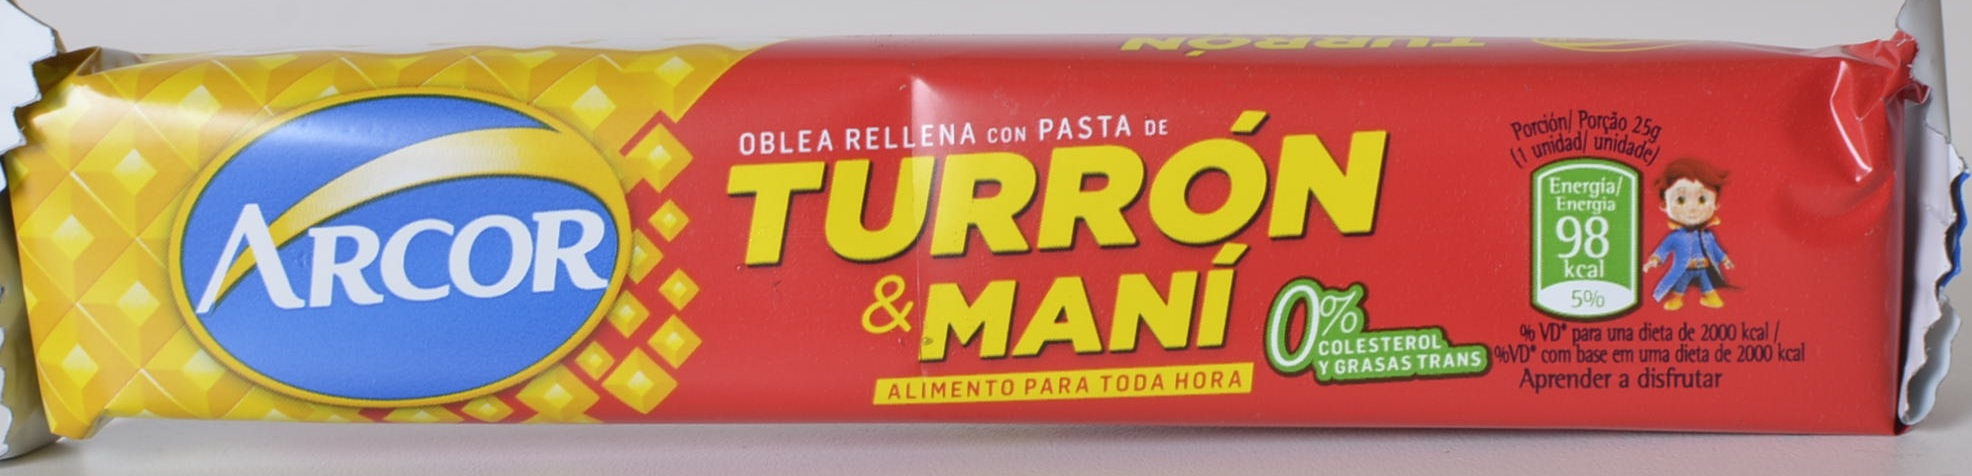 TURRÓN
ARCOR
OBLEA RELLENA CON PASTA DE
TURRÓN
& MANÍ
ALIMENTO PARA TODA HORA
0%
COLESTEROL
Y GRASAS TRANS
Porción/ Porção 25g
(1 unidad/ unidade)
Energía/
Energia
98
kcal
5%
% VD* para una dieta de 2000 kcal /
%VD* com base em uma dieta de 2000 kcal
Aprender a disfrutar